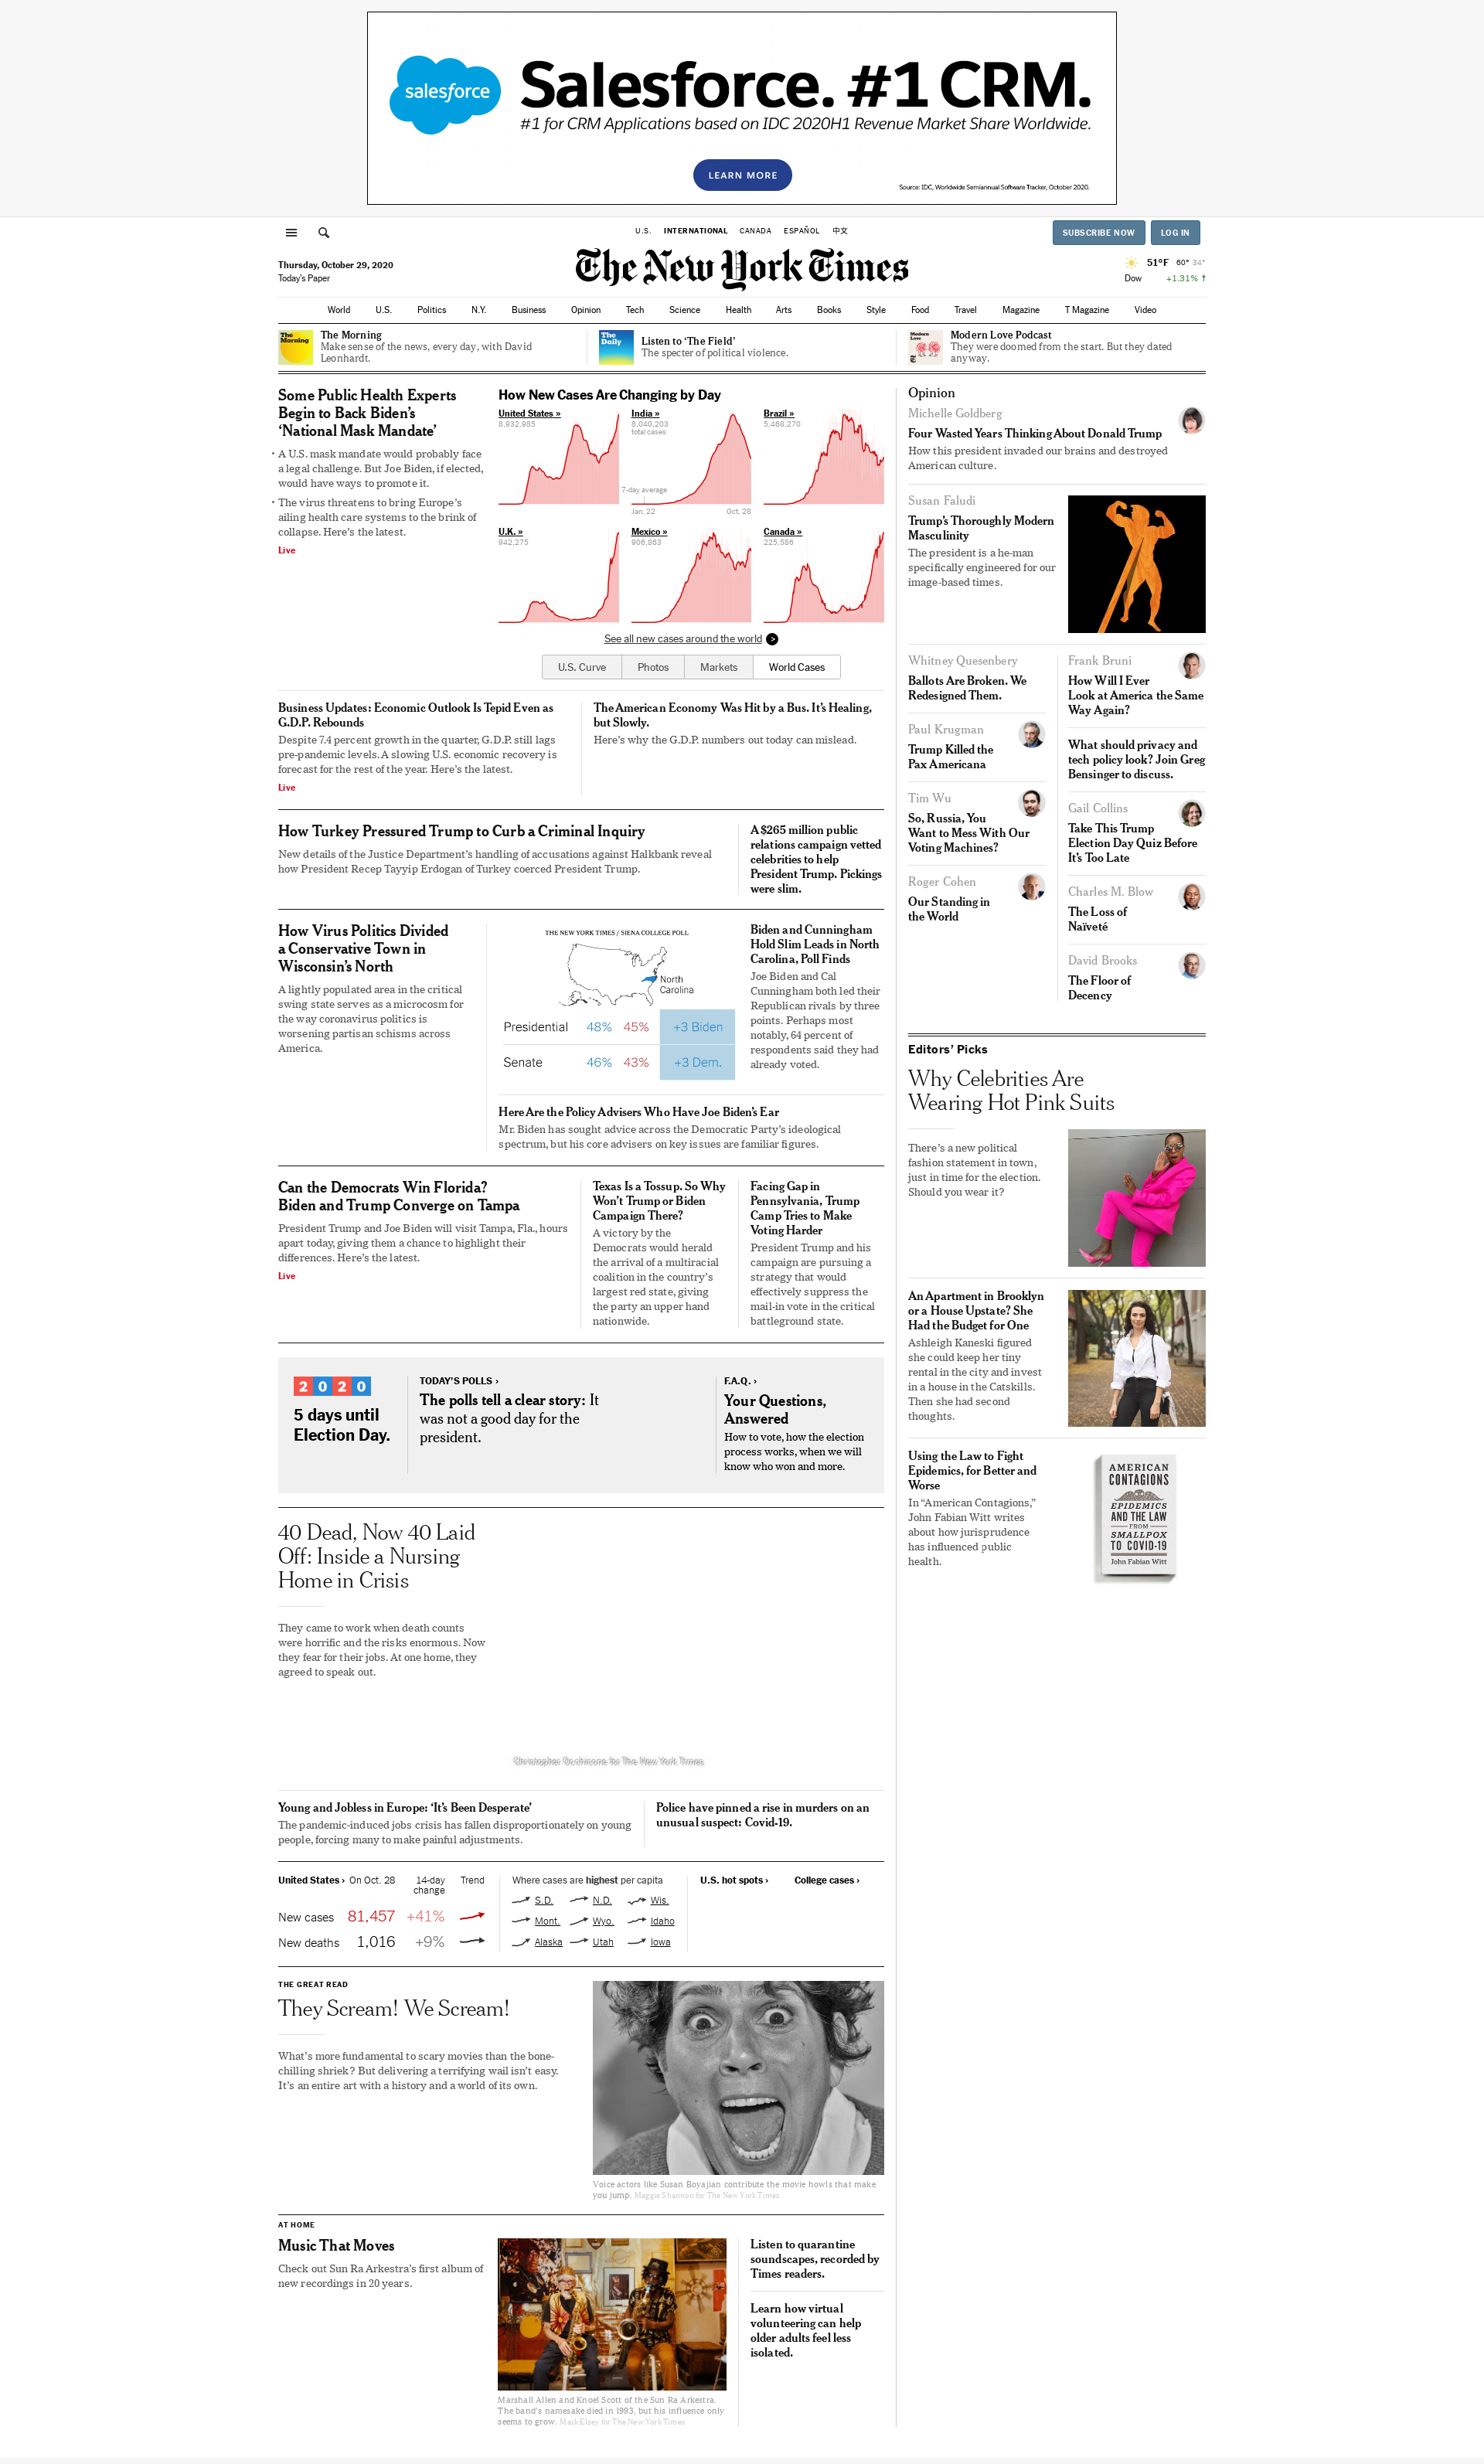 salesforce
Salesforce. #1 CRM.
#1 for CRM Applications based on IDC 2020H1 Revenue Market Share Worldwide.
LEARN MORE
Source: IDC, Worldwide Semiannual Software Tracker, October 2020.
U.S. INTERNATIONAL CANADA ESPAÑOL 中文
SUBSCRIBE NOW LOG IN
Thursday, October 29, 2020
Today's Paper
The New York Times
51°F 60° 34°
Dow +1.31% ↑
World U.S. Politics N.Y. Business Opinion Tech Science Health Arts Books Style Food Travel Magazine T Magazine Video
The
Morning
The Morning
Make sense of the news, every day, with David
Leonhardt.
The
Daily
Listen to ‘The Field’
The specter of political violence.
Modern
Love
Modern Love Podcast
They were doomed from the start. But they dated
anyway.
Some Public Health Experts
Begin to Back Biden’s
‘National Mask Mandate’
• A U.S. mask mandate would probably face
a legal challenge. But Joe Biden, if elected,
would have ways to promote it.
• The virus threatens to bring Europe’s
ailing health care systems to the brink of
collapse. Here’s the latest.
Live
How New Cases Are Changing by Day
United States »
8,932,985
India »
8,040,203
total cases
Brazil »
5,468,270
7-day average
Jan. 22 Oct. 28
U.K. »
942,275
Mexico »
906,863
Canada »
225,586
See all new cases around the world >
U.S. Curve Photos Markets World Cases
Business Updates: Economic Outlook Is Tepid Even as
G.D.P. Rebounds
Despite 7.4 percent growth in the quarter, G.D.P. still lags
pre-pandemic levels. A slowing U.S. economic recovery is
forecast for the rest of the year. Here’s the latest.
Live
The American Economy Was Hit by a Bus. It’s Healing,
but Slowly.
Here’s why the G.D.P. numbers out today can mislead.
How Turkey Pressured Trump to Curb a Criminal Inquiry
New details of the Justice Department’s handling of accusations against Halkbank reveal
how President Recep Tayyip Erdogan of Turkey coerced President Trump.
A $265 million public
relations campaign vetted
celebrities to help
President Trump. Pickings
were slim.
How Virus Politics Divided
a Conservative Town in
Wisconsin’s North
A lightly populated area in the critical
swing state serves as a microcosm for
the way coronavirus politics is
worsening partisan schisms across
America.
THE NEW YORK TIMES / SIENA COLLEGE POLL
North
Carolina
Presidential 48% 45% +3 Biden
Senate 46% 43% +3 Dem.
Biden and Cunningham
Hold Slim Leads in North
Carolina, Poll Finds
Joe Biden and Cal
Cunningham both led their
Republican rivals by three
points. Perhaps most
notably, 64 percent of
respondents said they had
already voted.
Here Are the Policy Advisers Who Have Joe Biden’s Ear
Mr. Biden has sought advice across the Democratic Party’s ideological
spectrum, but his core advisers on key issues are familiar figures.
Can the Democrats Win Florida?
Biden and Trump Converge on Tampa
President Trump and Joe Biden will visit Tampa, Fla., hours
apart today, giving them a chance to highlight their
differences. Here’s the latest.
Live
Texas Is a Tossup. So Why
Won’t Trump or Biden
Campaign There?
A victory by the
Democrats would herald
the arrival of a multiracial
coalition in the country’s
largest red state, giving
the party an upper hand
nationwide.
Facing Gap in
Pennsylvania, Trump
Camp Tries to Make
Voting Harder
President Trump and his
campaign are pursuing a
strategy that would
effectively suppress the
mail-in vote in the critical
battleground state.
2020
5 days until
Election Day.
TODAY’S POLLS ›
The polls tell a clear story: It
was not a good day for the
president.
F.A.Q. ›
Your Questions,
Answered
How to vote, how the election
process works, when we will
know who won and more.
40 Dead, Now 40 Laid
Off: Inside a Nursing
Home in Crisis
They came to work when death counts
were horrific and the risks enormous. Now
they fear for their jobs. At one home, they
agreed to speak out.
Christopher Occhicone for The New York Times
Young and Jobless in Europe: ‘It’s Been Desperate’
The pandemic-induced jobs crisis has fallen disproportionately on young
people, forcing many to make painful adjustments.
Police have pinned a rise in murders on an
unusual suspect: Covid-19.
United States › On Oct. 28 14-day
change Trend
New cases 81,457 +41%
New deaths 1,016 +9%
Where cases are highest per capita
S.D. N.D. Wis.
Mont. Wyo. Idaho
Alaska Utah Iowa
U.S. hot spots › College cases ›
THE GREAT READ
They Scream! We Scream!
What’s more fundamental to scary movies than the bone-
chilling shriek? But delivering a terrifying wail isn’t easy.
It’s an entire art with a history and a world of its own.
Voice actors like Susan Boyajian contribute the movie howls that make
you jump. Maggie Shannon for The New York Times
AT HOME
Music That Moves
Check out Sun Ra Arkestra’s first album of
new recordings in 20 years.
Marshall Allen and Knoel Scott of the Sun Ra Arkestra.
The band’s namesake died in 1993, but his influence only
seems to grow. Mark Elzey for The New York Times
Listen to quarantine
soundscapes, recorded by
Times readers.
Learn how virtual
volunteering can help
older adults feel less
isolated.
Opinion
Michelle Goldberg
Four Wasted Years Thinking About Donald Trump
How this president invaded our brains and destroyed
American culture.
Susan Faludi
Trump’s Thoroughly Modern
Masculinity
The president is a he-man
specifically engineered for our
image-based times.
Whitney Quesenbery
Ballots Are Broken. We
Redesigned Them.
Paul Krugman
Trump Killed the
Pax Americana
Tim Wu
So, Russia, You
Want to Mess With Our
Voting Machines?
Roger Cohen
Our Standing in
the World
Frank Bruni
How Will I Ever
Look at America the Same
Way Again?
What should privacy and
tech policy look? Join Greg
Bensinger to discuss.
Gail Collins
Take This Trump
Election Day Quiz Before
It’s Too Late
Charles M. Blow
The Loss of
Naïveté
David Brooks
The Floor of
Decency
Editors’ Picks
Why Celebrities Are
Wearing Hot Pink Suits
There’s a new political
fashion statement in town,
just in time for the election.
Should you wear it?
An Apartment in Brooklyn
or a House Upstate? She
Had the Budget for One
Ashleigh Kaneski figured
she could keep her tiny
rental in the city and invest
in a house in the Catskills.
Then she had second
thoughts.
Using the Law to Fight
Epidemics, for Better and
Worse
In “American Contagions,”
John Fabian Witt writes
about how jurisprudence
has influenced public
health.
AMERICAN
CONTAGIONS
EPIDEMICS
AND THE LAW
FROM
SMALLPOX
TO COVID-19
John Fabian Witt